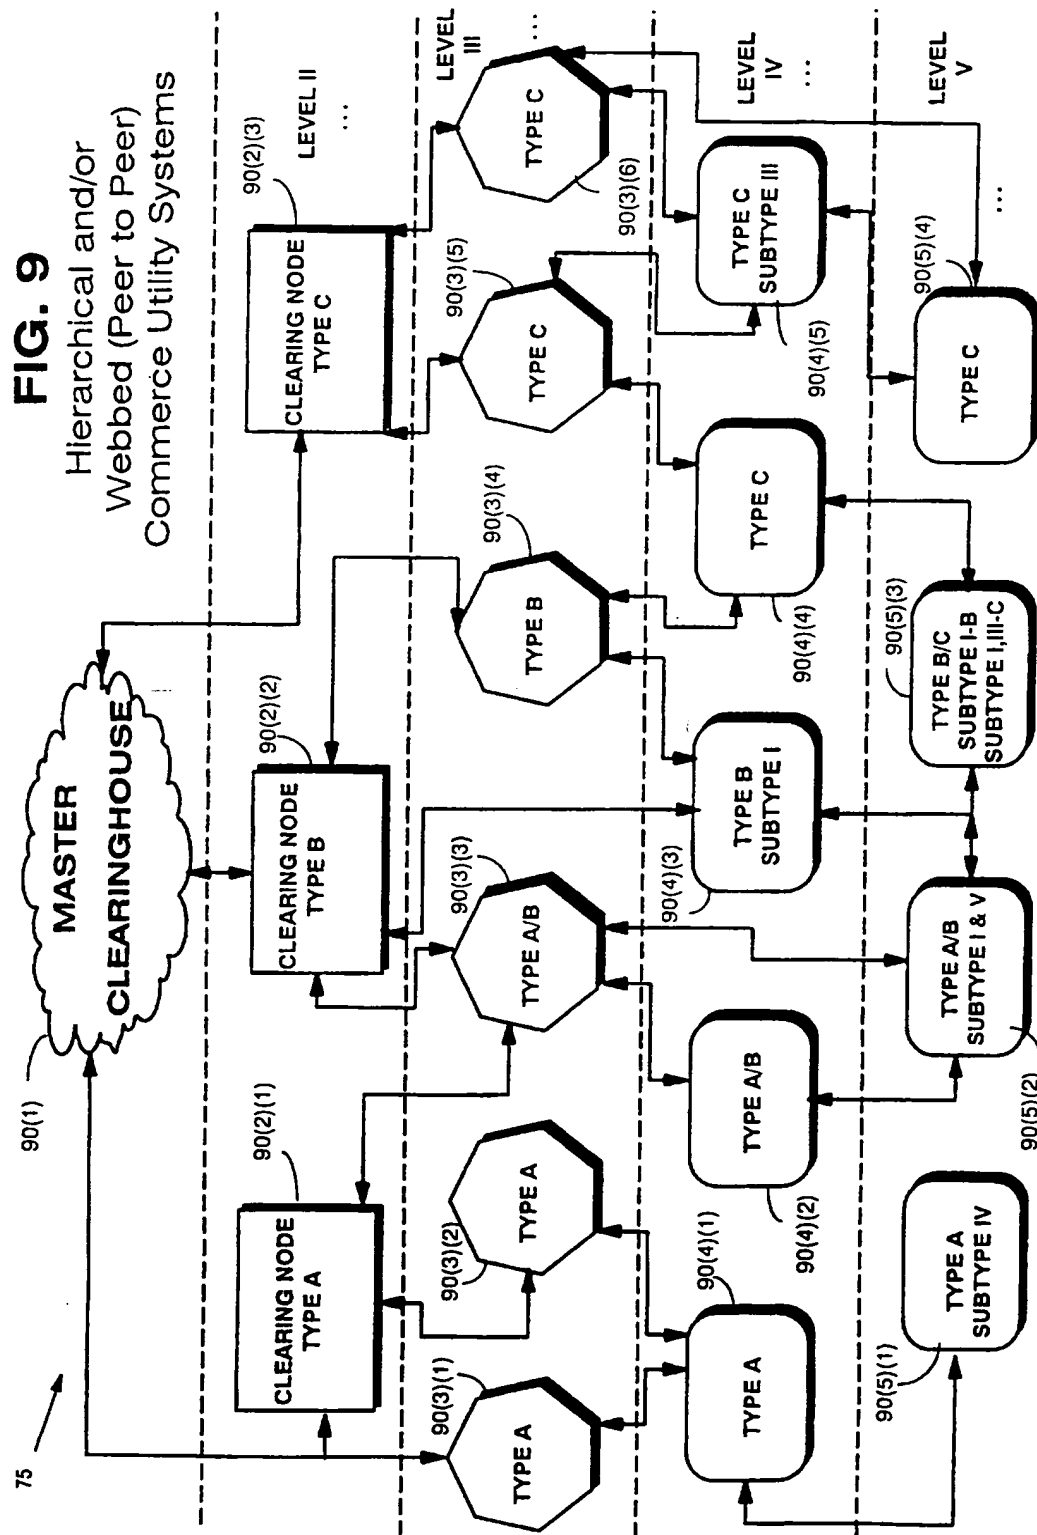 FIG. 9
Hierarchical and/or
Webbed (Peer to Peer)
Commerce Utility Systems
75
90(1)
MASTER
CLEARINGHOUSE
LEVEL II
...
90(2)(1)
CLEARING NODE
TYPE A
90(2)(2)
CLEARING NODE
TYPE B
90(2)(3)
CLEARING NODE
TYPE C
LEVEL
III
...
90(3)(1)
TYPE A
90(3)(2)
TYPE A
90(3)(3)
TYPE A/B
90(3)(4)
TYPE B
90(3)(5)
TYPE C
90(3)(6)
TYPE C
LEVEL
IV
...
90(4)(1)
TYPE A
90(4)(2)
TYPE A/B
90(4)(3)
TYPE B
SUBTYPE I
90(4)(4)
TYPE C
90(4)(5)
TYPE C
SUBTYPE III
LEVEL
V
...
90(5)(1)
TYPE A
SUBTYPE IV
90(5)(2)
TYPE A/B
SUBTYPE I & V
90(5)(3)
TYPE B/C
SUBTYPE I-B
SUBTYPE I,III-C
90(5)(4)
TYPE C